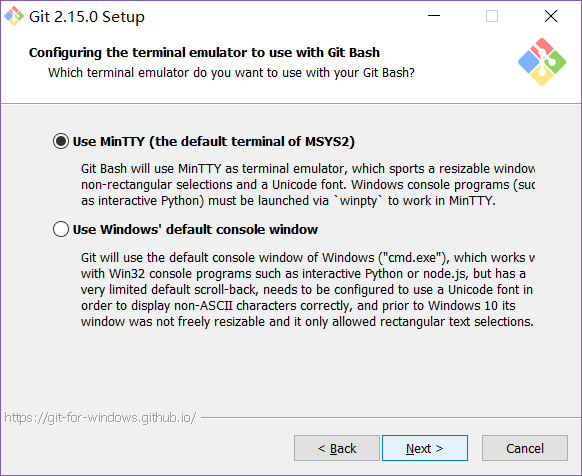 Git 2.15.0 Setup
Configuring the terminal emulator to use with Git Bash
Which terminal emulator do you want to use with your Git Bash?
Use MinTTY (the default terminal of MSYS2)
Git Bash will use MinTTY as terminal emulator, which sports a resizable window
non-rectangular selections and a Unicode font. Windows console programs (suc
as interactive Python) must be launched via `winpty` to work in MinTTY.
Use Windows' default console window
Git will use the default console window of Windows ("cmd.exe"), which works w
with Win32 console programs such as interactive Python or node.js, but has a
very limited default scroll-back, needs to be configured to use a Unicode font in
order to display non-ASCII characters correctly, and prior to Windows 10 its
window was not freely resizable and it only allowed rectangular text selections.
https://git-for-windows.github.io/
< Back
Next >
Cancel